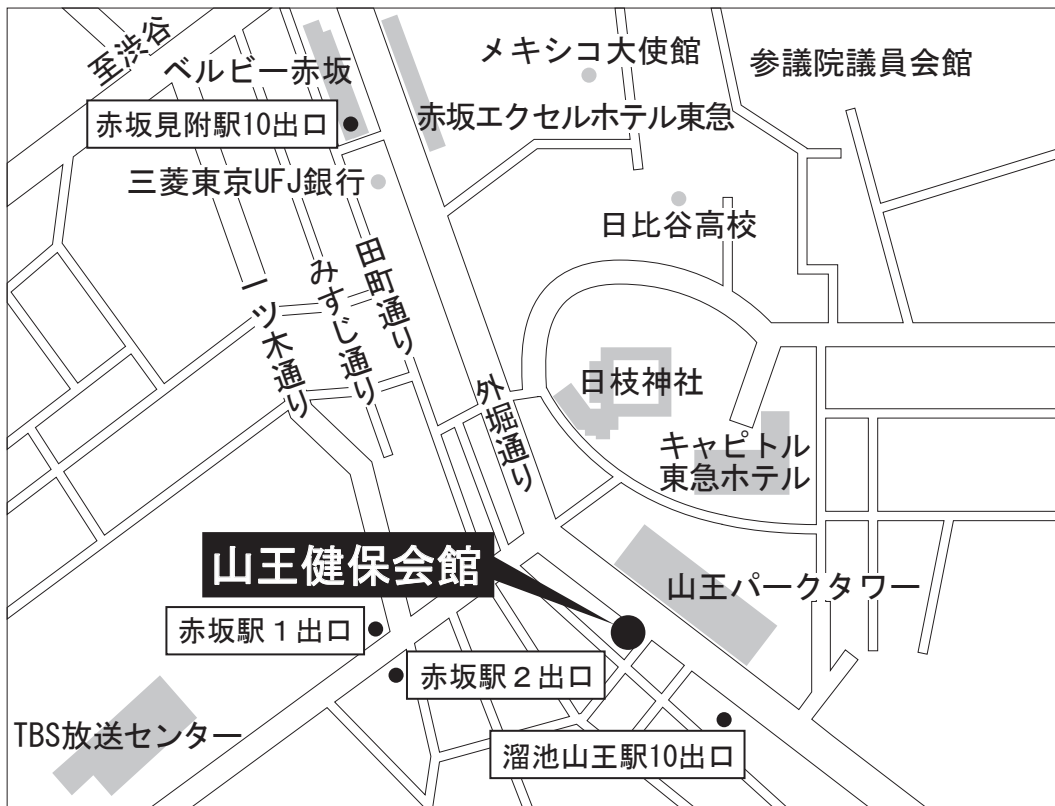 至渋谷
ベルビー赤坂
赤坂見附駅10出口
三菱東京UFJ銀行
メキシコ大使館
参議院議員会館
赤坂エクセルホテル東急
日比谷高校
一ツ木通り
みすじ通り
田町通り
外堀通り
日枝神社
キャピトル
東急ホテル
山王健保会館
山王パークタワー
赤坂駅1出口
赤坂駅2出口
TBS放送センター
溜池山王駅10出口